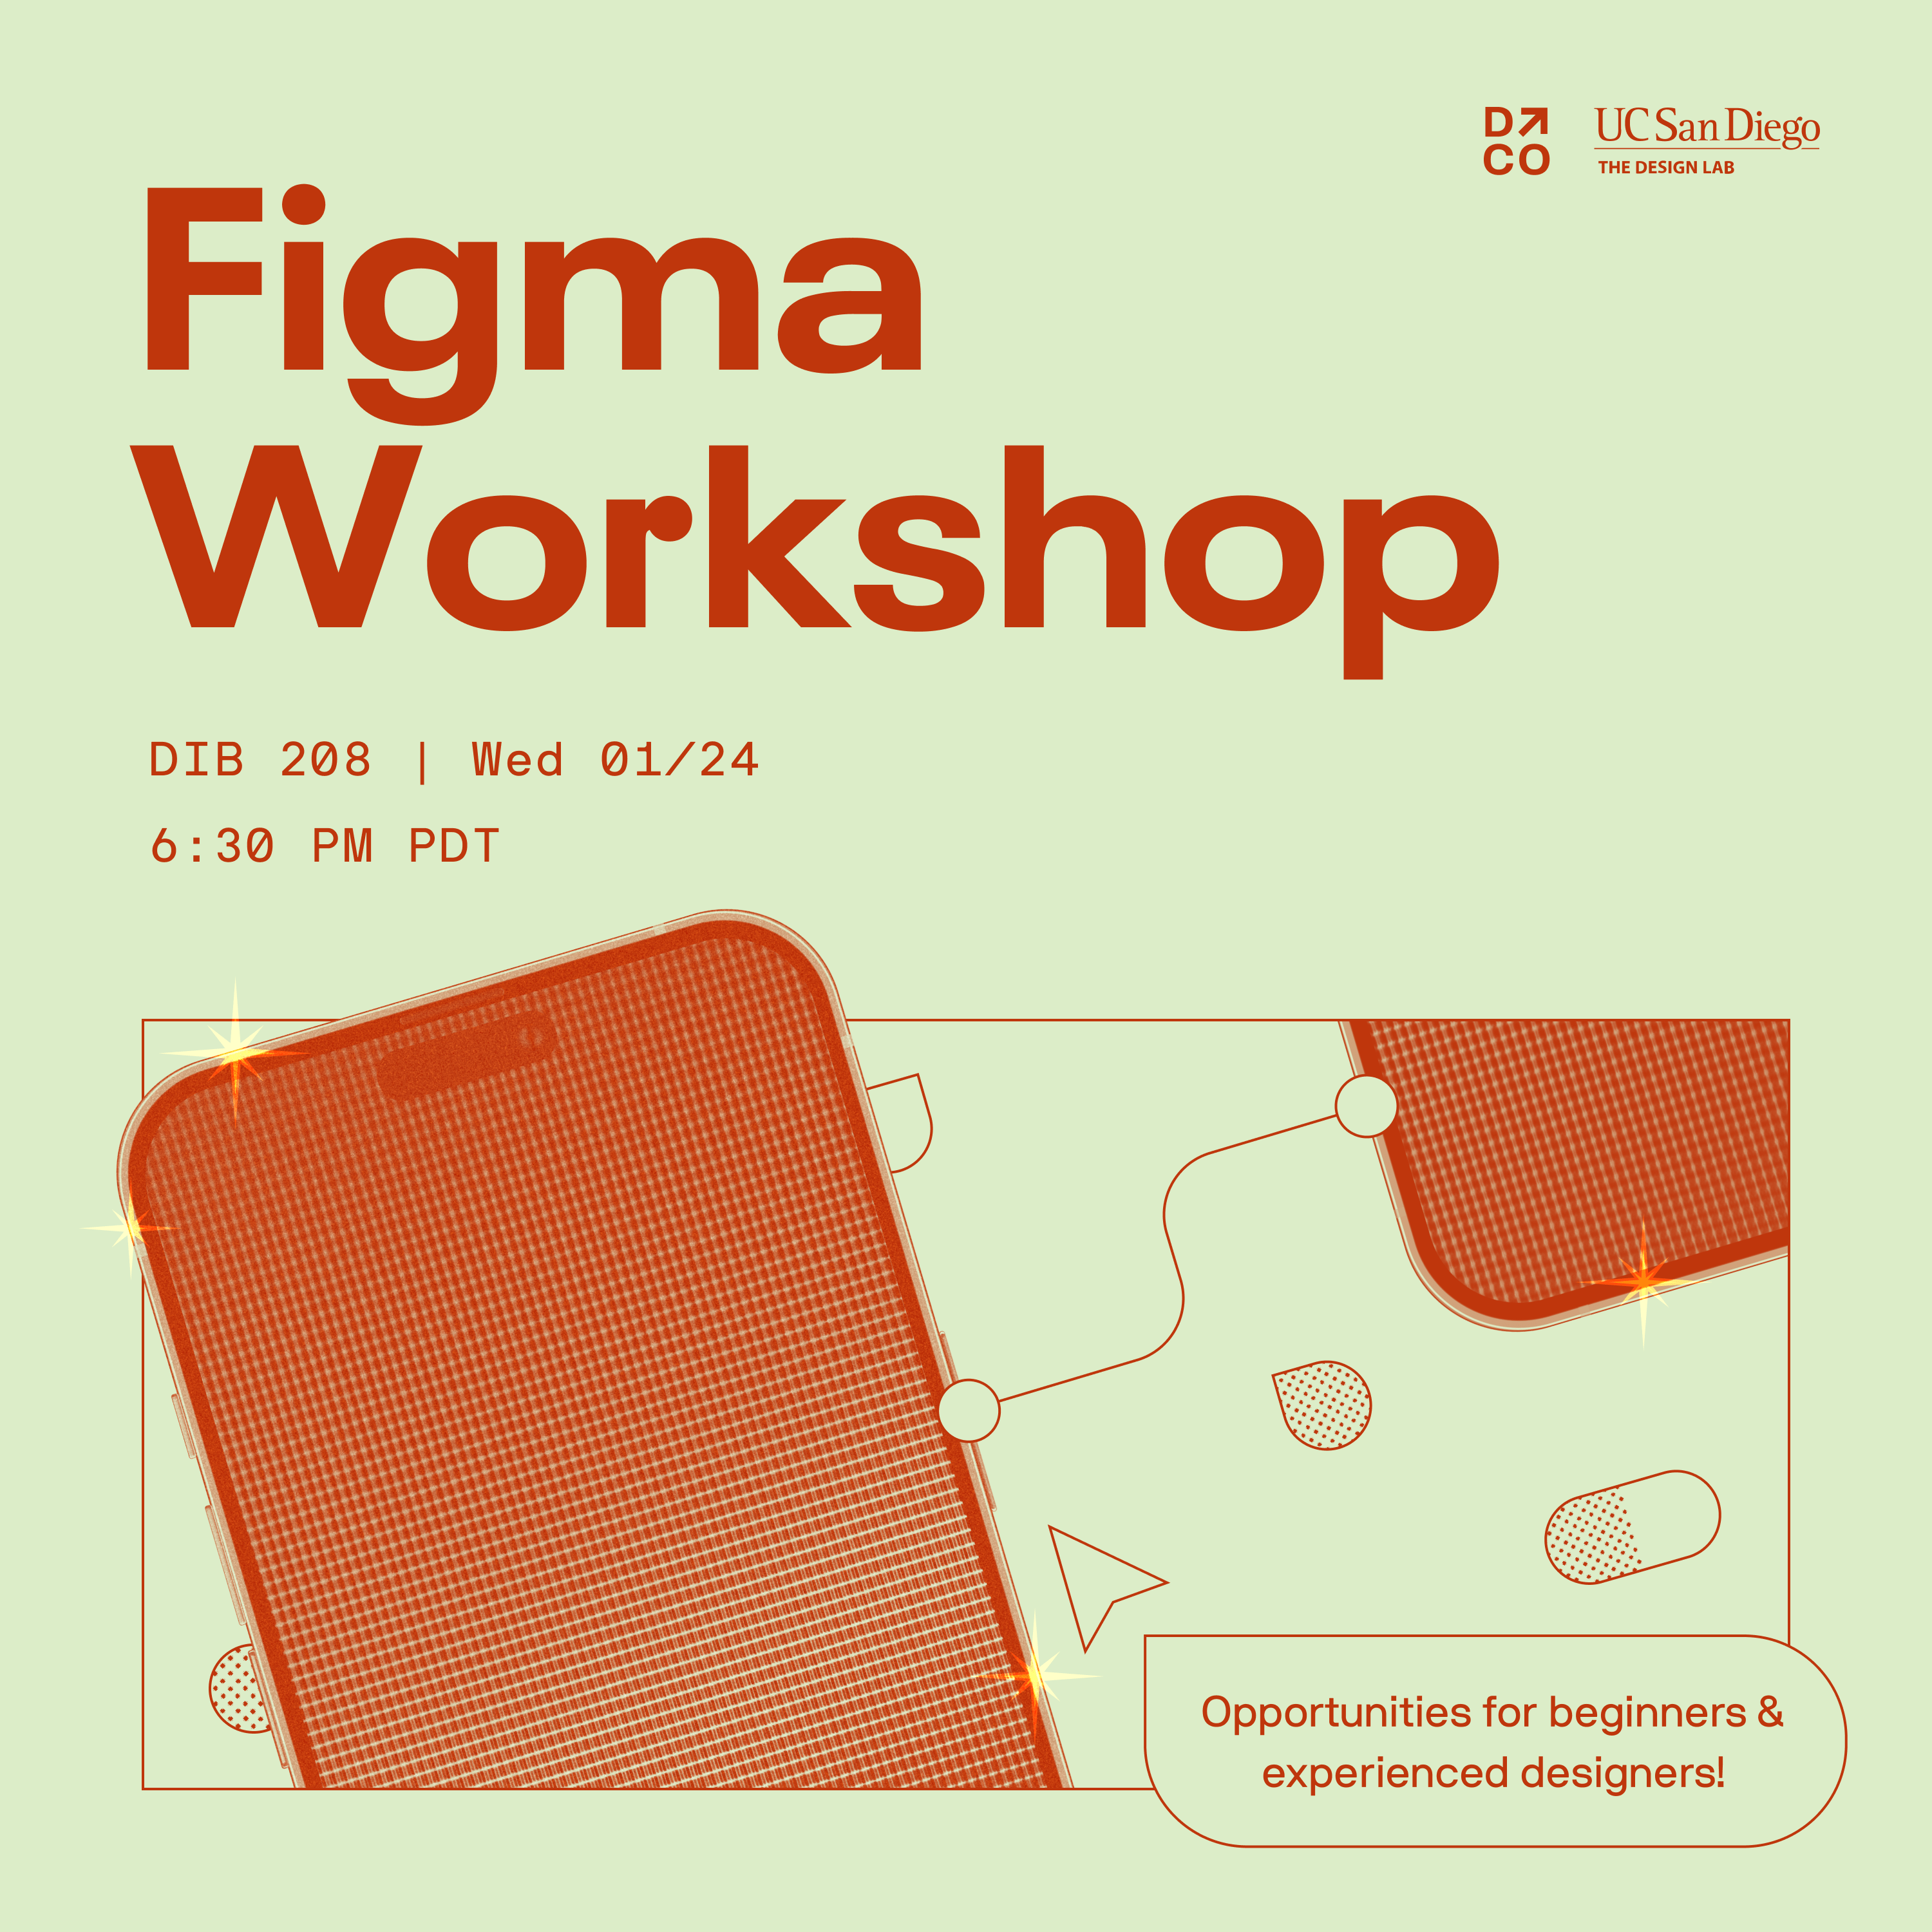 D↗
CO
UC San Diego
THE DESIGN LAB
Figma
Workshop
DIB 208 | Wed 01/24
6:30 PM PDT
Opportunities for beginners &
experienced designers!